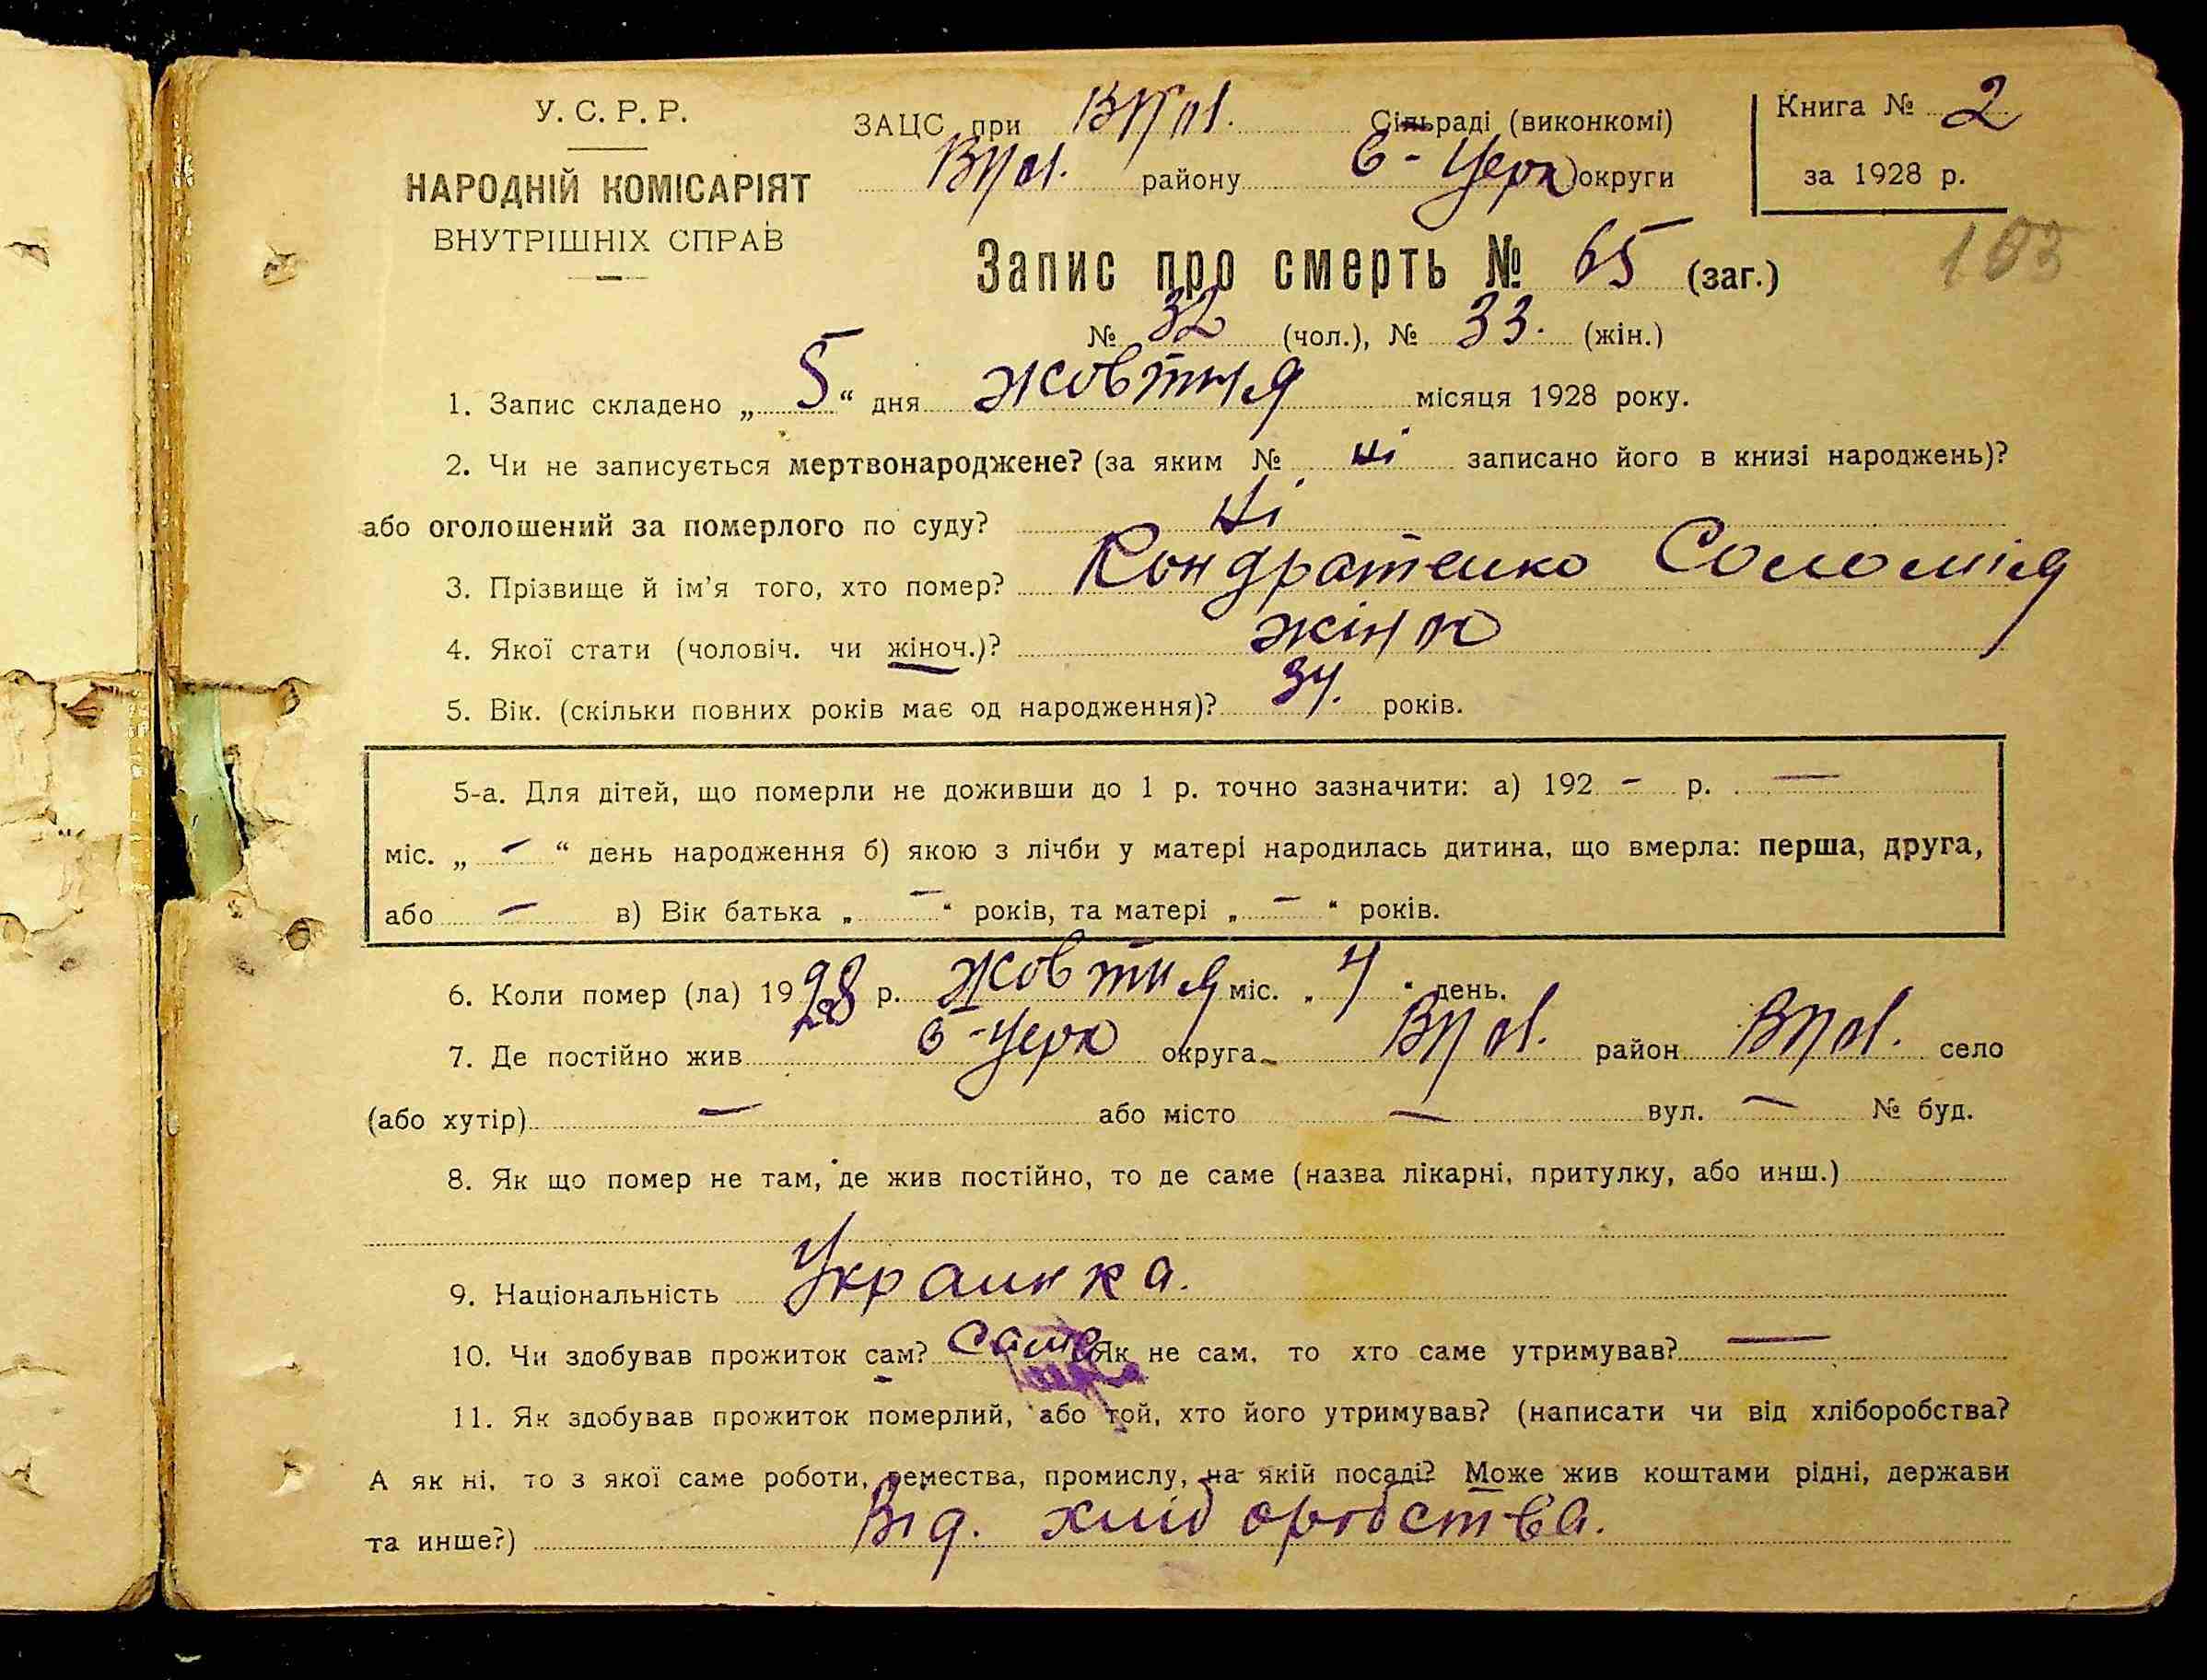 У. С. Р. Р.
НАРОДНІЙ КОМІСАРІЯТ
ВНУТРІШНІХ СПРАВ
ЗАЦС при Сільраді (виконкомі)
району Б-Церк округи
Книга № 2
за 1928 р.
Запис про смерть № 65 (заг.)
№ 32 (чол.), № 33. (жін.)
1. Запис складено „ 5 “ дня жовтня місяця 1928 року.
2. Чи не записується мертвонароджене? (за яким № ні записано його в книзі народжень)?
або оголошений за померлого по суду? ні
3. Прізвище й ім'я того, хто помер? Кондратенко Соломія
4. Якої стати (чоловіч. чи жіноч.)? жінк
5. Вік. (скільки повних років має од народження)? 34. років.
5-а. Для дітей, що померли не доживши до 1 р. точно зазначити: а) 192 – р. —
міс. „ – “ день народження б) якою з лічби у матері народилась дитина, що вмерла: перша, друга,
або – в) Вік батька „ – “ років, та матері „ – “ років.
6. Коли помер (ла) 1928 р. жовтня міс. „ 4 “ день.
7. Де постійно жив Б-Церк округа район село
(або хутір) — або місто — вул. — № буд.
8. Як що помер не там, де жив постійно, то де саме (назва лікарні, притулку, або инш.)
9. Національність Украинка.
10. Чи здобував прожиток сам? сама Як не сам, то хто саме утримував? —
11. Як здобував прожиток померлий, або той, хто його утримував? (написати чи від хліборобства?
А як ні, то з якої саме роботи, ремества, промислу, на якій посаді? Може жив коштами рідні, держави
та инше?) Від. хліборобства.